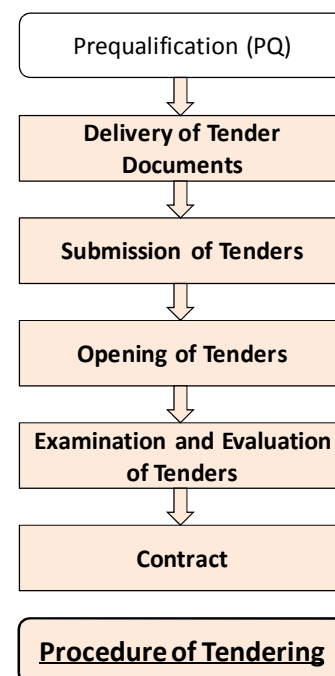 Prequalification (PQ)
Delivery of Tender
Documents
Submission of Tenders
Opening of Tenders
Examination and Evaluation
of Tenders
Contract
Procedure of Tendering